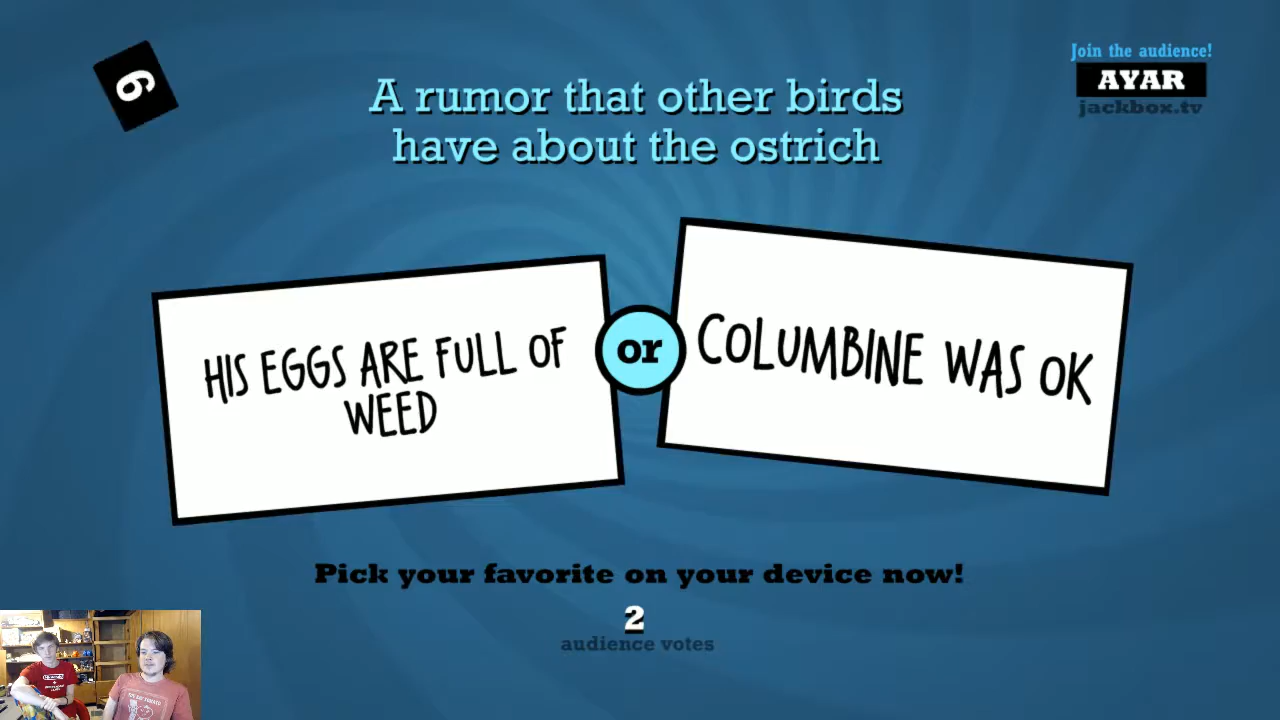 6
Join the audience!
AYAR
jackbox.tv
A rumor that other birds
have about the ostrich
HIS EGGS ARE FULL OF
WEED
or
COLUMBINE WAS OK
Pick your favorite on your device now!
2
audience votes
Nintendo